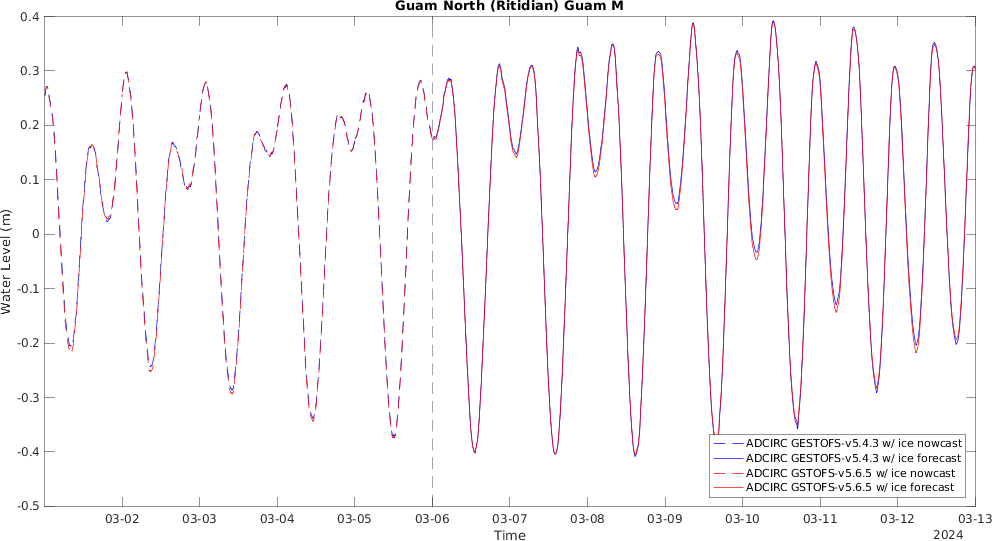 Guam North (Ritidian) Guam M
0.4
0.3
0.2
0.1
0
-0.1
-0.2
-0.3
-0.4
-0.5
Water Level (m)
ADCIRC GESTOFS-v5.4.3 w/ ice nowcast
ADCIRC GESTOFS-v5.4.3 w/ ice forecast
ADCIRC GSTOFS-v5.6.5 w/ ice nowcast
ADCIRC GSTOFS-v5.6.5 w/ ice forecast
03-02 03-03 03-04 03-05 03-06 03-07 03-08 03-09 03-10 03-11 03-12 03-13
Time
2024